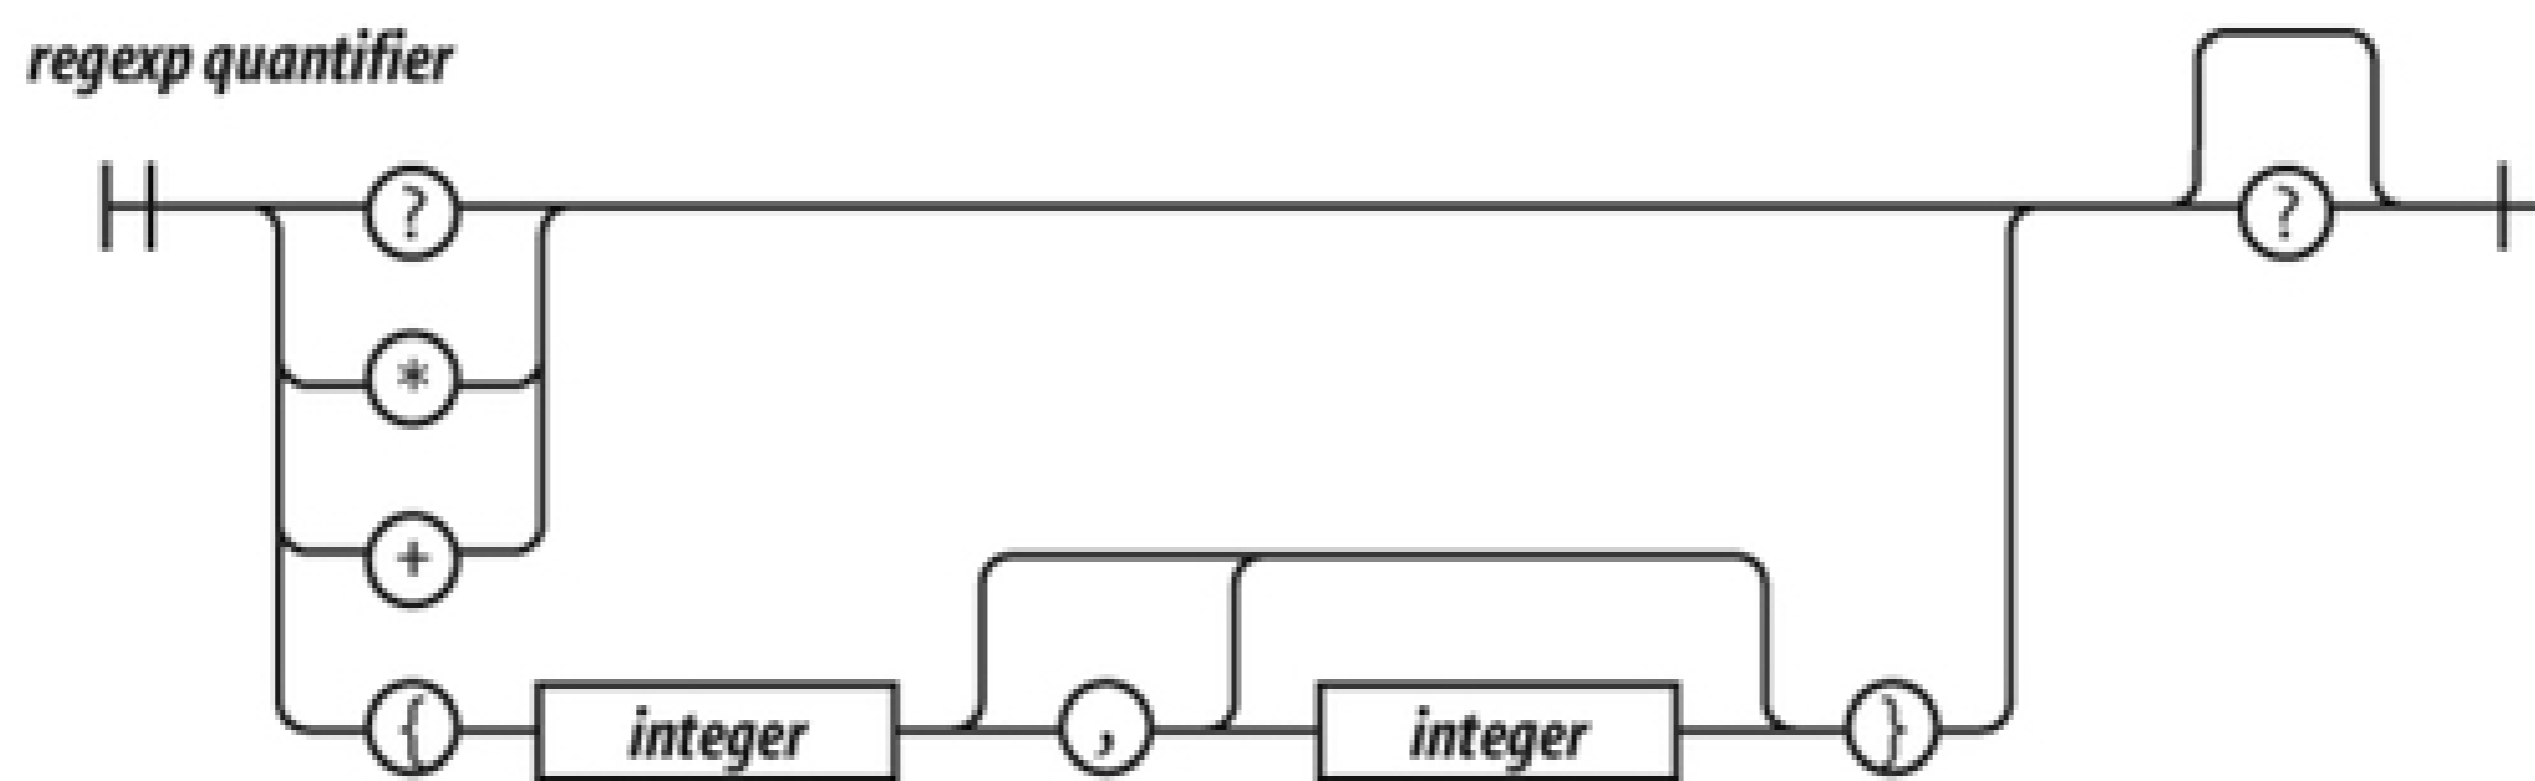 regexp quantifier
? ?
*
+
{ integer , integer }